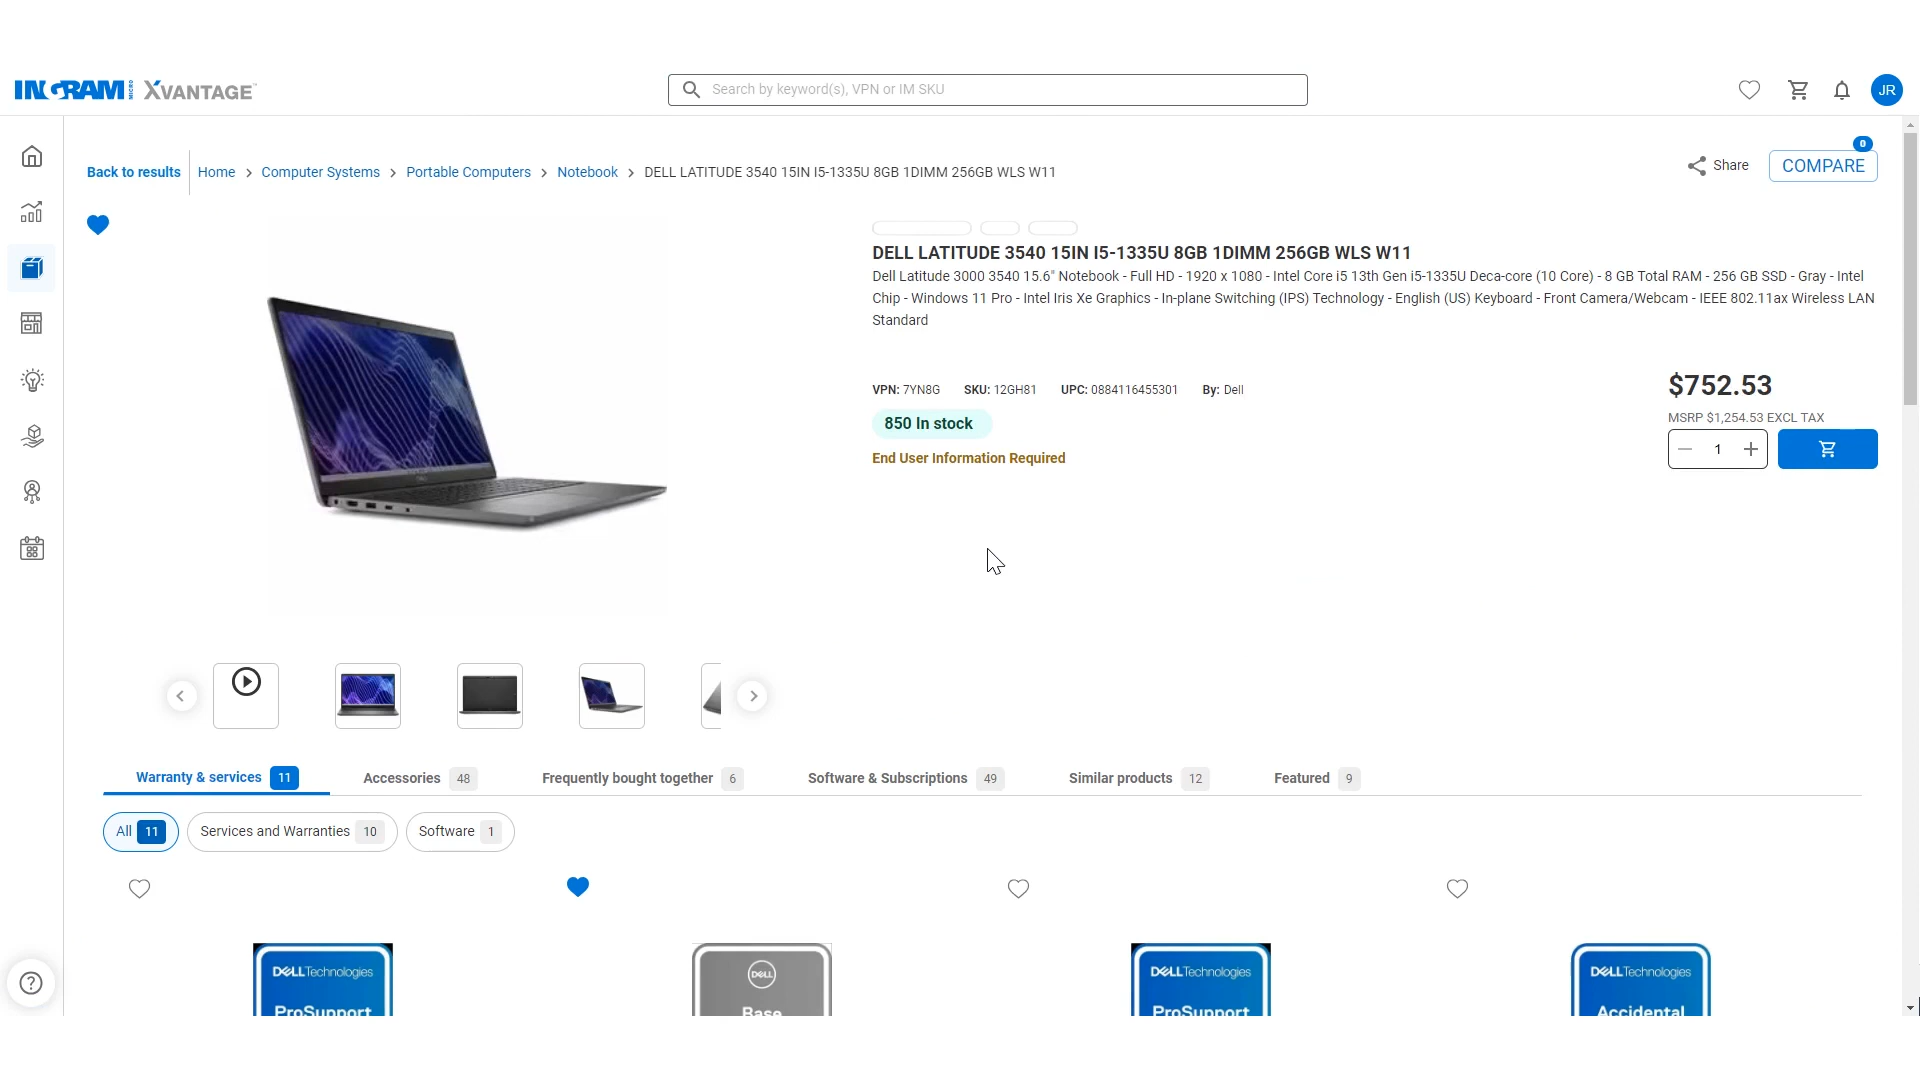 INGRAM MICRO XVANTAGE™
Search by keyword(s), VPN or IM SKU
JR
Back to results
Home > Computer Systems > Portable Computers > Notebook > DELL LATITUDE 3540 15IN I5-1335U 8GB 1DIMM 256GB WLS W11
Share
0
COMPARE
DELL LATITUDE 3540 15IN I5-1335U 8GB 1DIMM 256GB WLS W11
Dell Latitude 3000 3540 15.6" Notebook - Full HD - 1920 x 1080 - Intel Core i5 13th Gen i5-1335U Deca-core (10 Core) - 8 GB Total RAM - 256 GB SSD - Gray - Intel
Chip - Windows 11 Pro - Intel Iris Xe Graphics - In-plane Switching (IPS) Technology - English (US) Keyboard - Front Camera/Webcam - IEEE 802.11ax Wireless LAN
Standard
VPN: 7YN8G SKU: 12GH81 UPC: 0884116455301 By: Dell
850 In stock
End User Information Required
$752.53
MSRP $1,254.53 EXCL TAX
1
Warranty & services 11
Accessories 48
Frequently bought together 6
Software & Subscriptions 49
Similar products 12
Featured 9
All 11
Services and Warranties 10
Software 1
DELLTechnologies
ProSupport
DELL
Base
DELLTechnologies
ProSupport
DELLTechnologies
Accidental